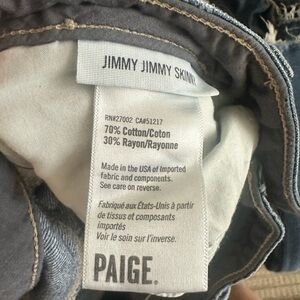 JIMMY JIMMY SKINNY
RN#27002 CA#51217
70% Cotton/Coton
30% Rayon/Rayonne
Made in the USA of Imported
fabric and components.
See care on reverse.
Fabriqué aux États-Unis à partir
de tissus et composants
importés
Voir le soin sur l'inverse.
PAIGE.